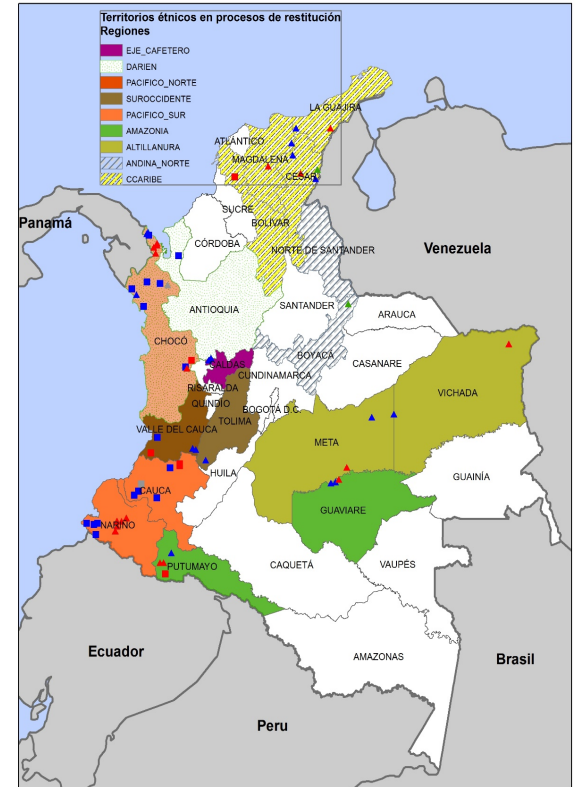 Territorios étnicos en procesos de restitución
Regiones
EJE_CAFETERO
DARIEN
PACIFICO_NORTE
SUROCCIDENTE
PACIFICO_SUR
AMAZONIA
ALTILLANURA
ANDINA_NORTE
CCARIBE
LA GUAJIRA
ATLÁNTICO
MAGDALENA
CESAR
SUCRE
BOLÍVAR
Panamá
CÓRDOBA
NORTE DE SANTANDER
Venezuela
ANTIOQUIA
SANTANDER
ARAUCA
CHOCÓ
BOYACÁ
CALDAS
CASANARE
CUNDINAMARCA
RISARALDA
VICHADA
QUINDÍO
BOGOTÁ D.C.
TOLIMA
VALLE DEL CAUCA
META
HUILA
GUAINÍA
CAUCA
GUAVIARE
NARIÑO
CAQUETÁ
VAUPÉS
PUTUMAYO
Ecuador
AMAZONAS
Brasil
Peru